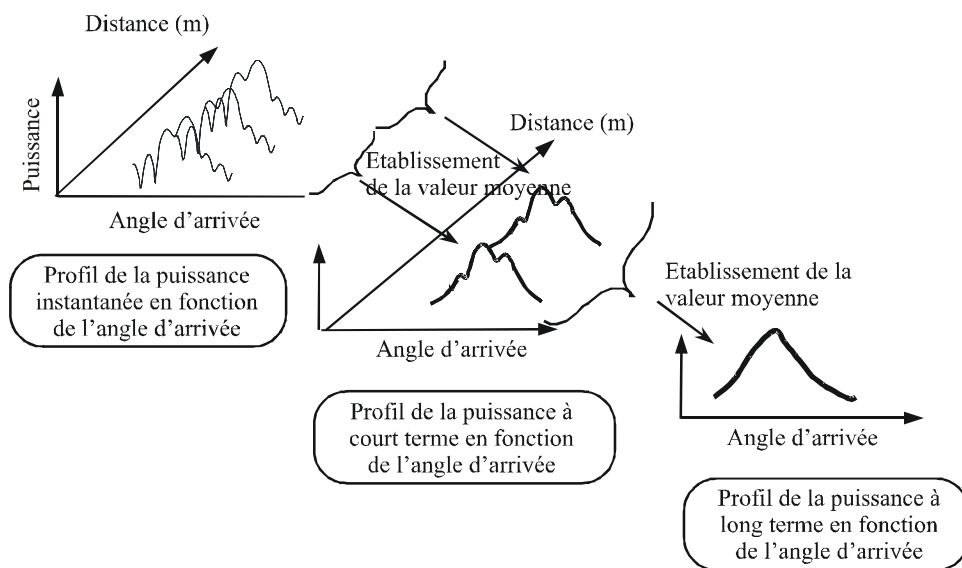 Distance (m)
Puissance
Angle d'arrivée
Profil de la puissance
instantanée en fonction
de l'angle d'arrivée
Distance (m)
Etablissement
de la valeur moyenne
Angle d'arrivée
Profil de la puissance à
court terme en fonction
de l'angle d'arrivée
Etablissement de la
valeur moyenne
Angle d'arrivée
Profil de la puissance à
long terme en fonction
de l'angle d'arrivée